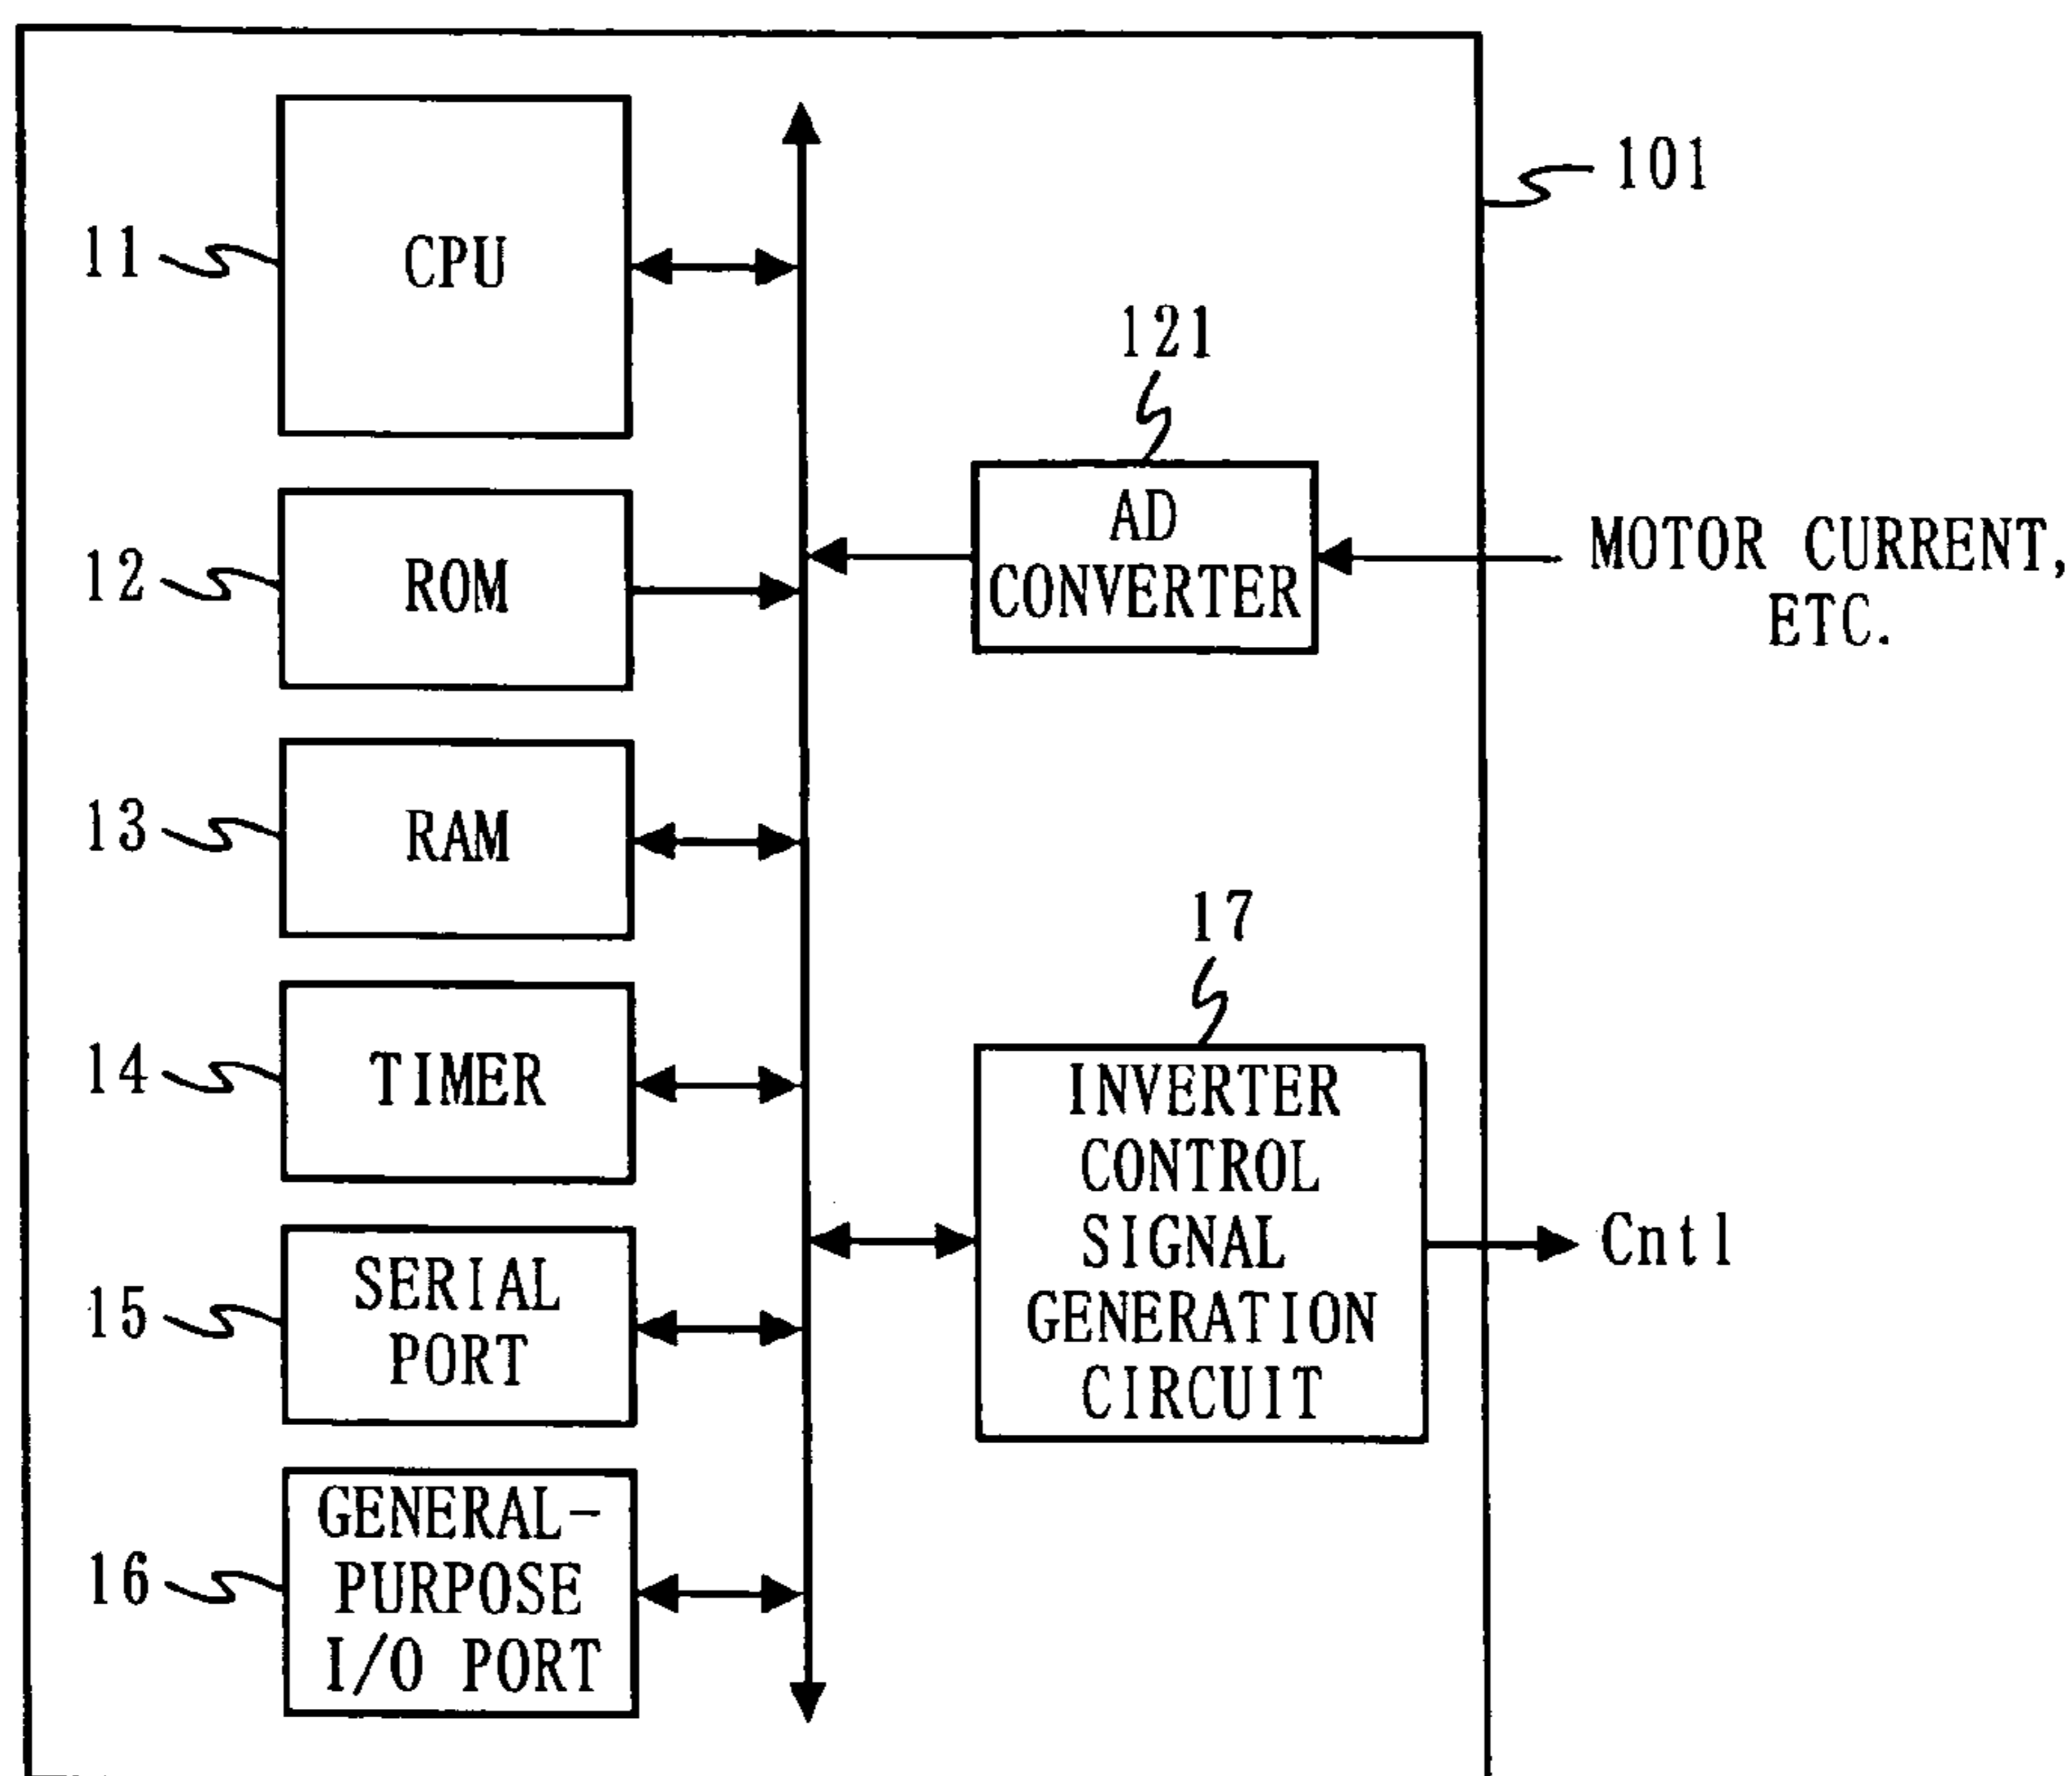 101
11
CPU
121
AD
CONVERTER
MOTOR CURRENT,
ETC.
12
ROM
13
RAM
17
14
TIMER
INVERTER
CONTROL
SIGNAL
GENERATION
CIRCUIT
Cntl
15
SERIAL
PORT
16
GENERAL-
PURPOSE
I/O PORT